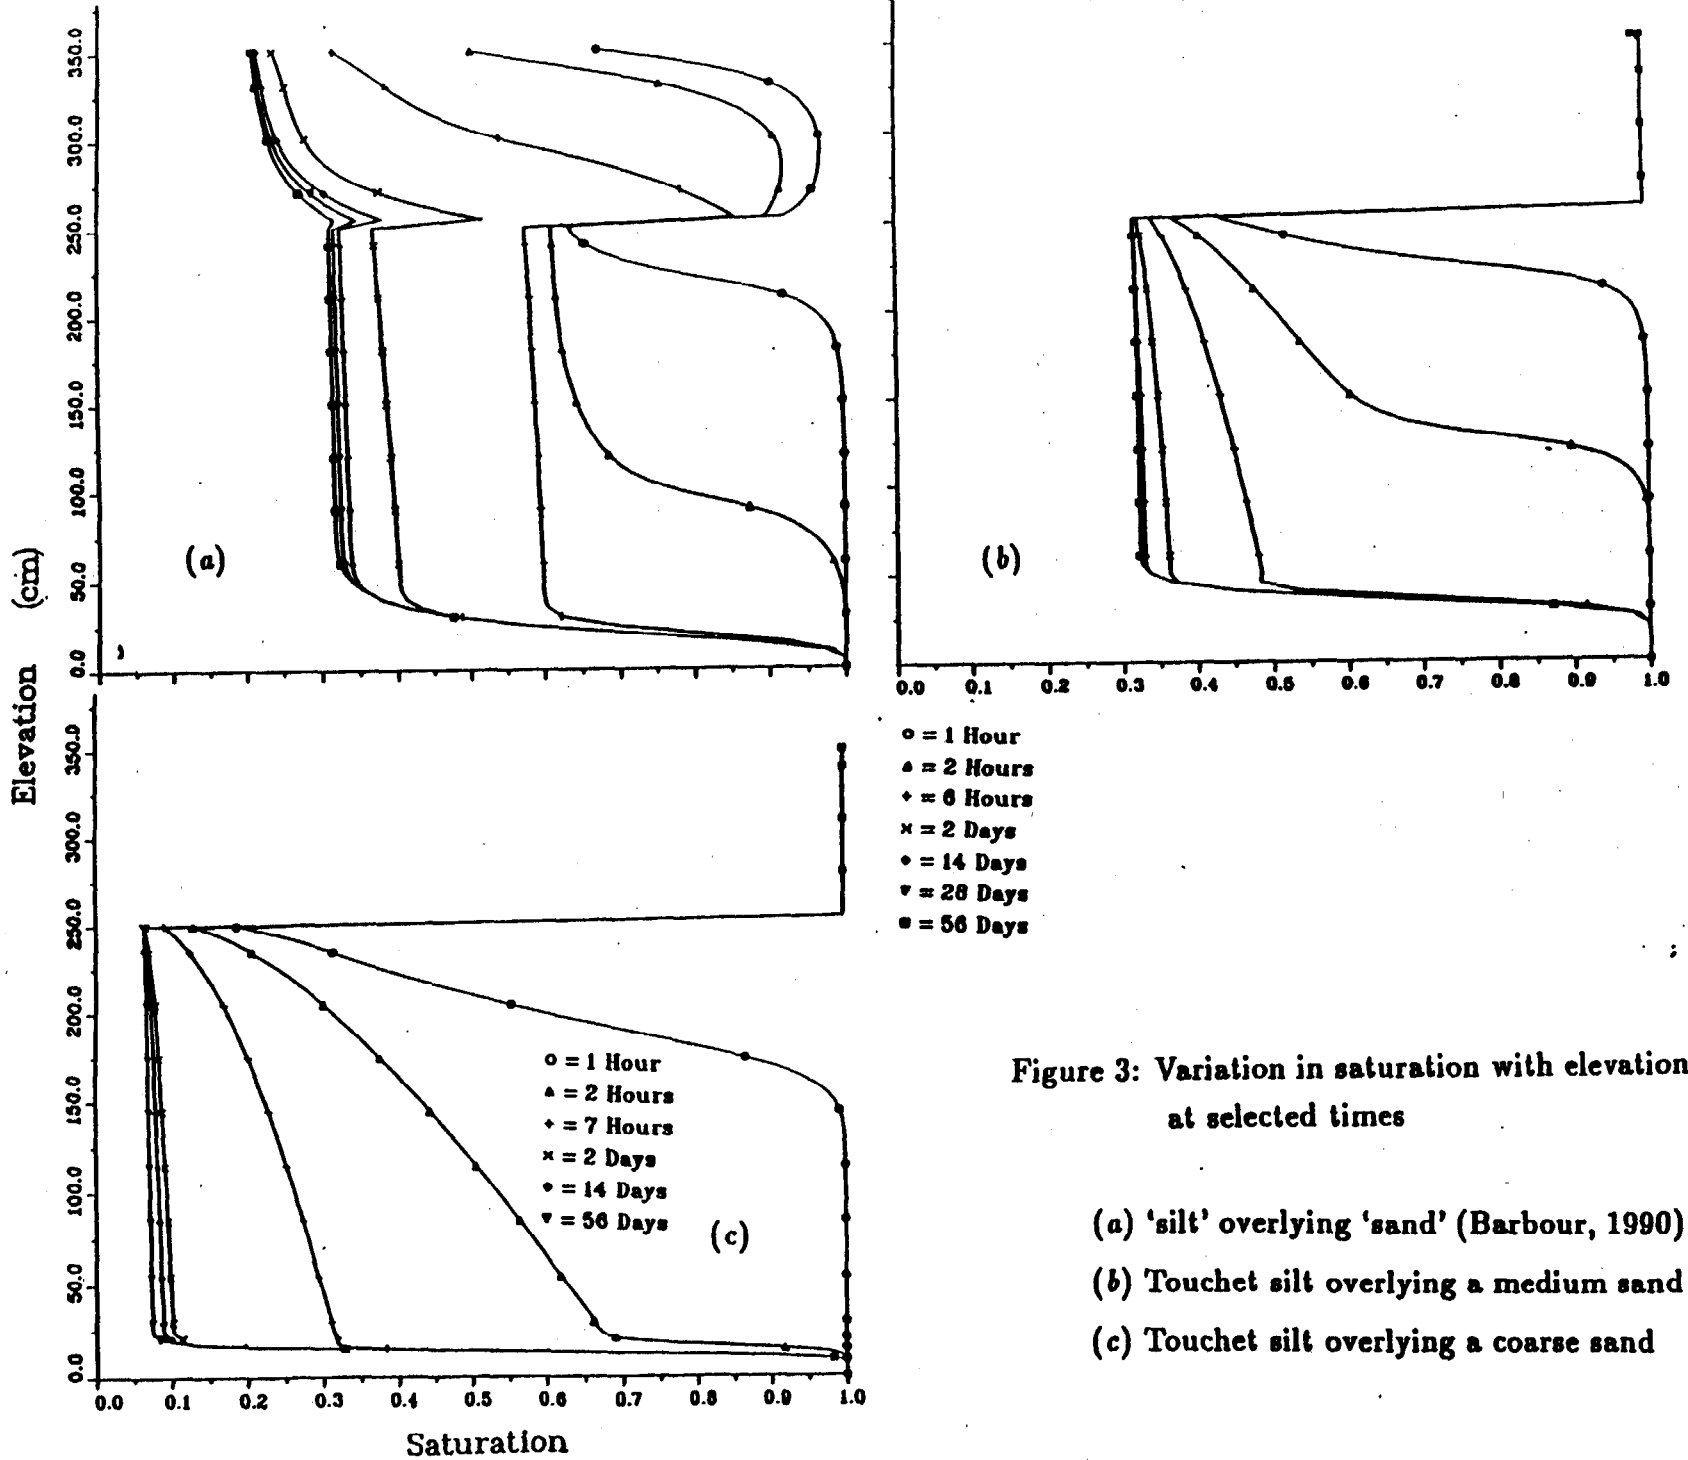 Elevation (cm)
350.0
300.0
250.0
200.0
150.0
100.0
50.0
0.0
(a)
(b)
0.0 0.1 0.2 0.3 0.4 0.5 0.6 0.7 0.8 0.9 1.0
o = 1 Hour
▲ = 2 Hours
+ = 6 Hours
× = 2 Days
◆ = 14 Days
▼ = 28 Days
■ = 56 Days
350.0
300.0
250.0
200.0
150.0
100.0
50.0
0.0
o = 1 Hour
▲ = 2 Hours
+ = 7 Hours
× = 2 Days
◆ = 14 Days
▼ = 56 Days
(c)
0.0 0.1 0.2 0.3 0.4 0.5 0.6 0.7 0.8 0.9 1.0
Saturation
Figure 3: Variation in saturation with elevation
at selected times
(a) ‘silt’ overlying ‘sand’ (Barbour, 1990)
(b) Touchet silt overlying a medium sand
(c) Touchet silt overlying a coarse sand